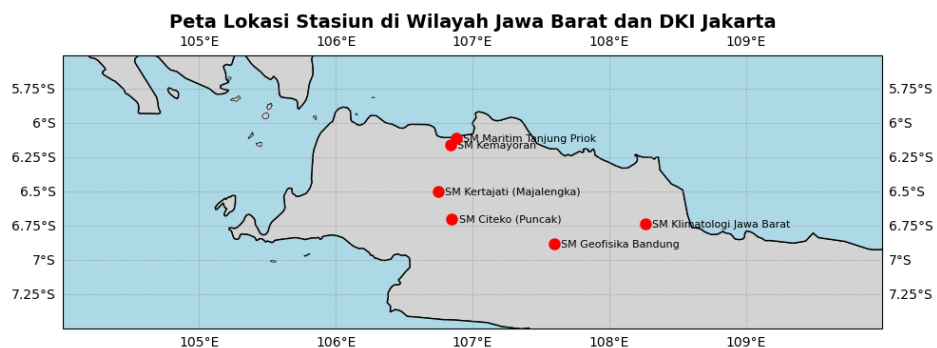 Peta Lokasi Stasiun di Wilayah Jawa Barat dan DKI Jakarta
105°E 106°E 107°E 108°E 109°E
5.75°S 5.75°S
6°S 6°S
SM Maritim Tanjung Priok
SM Kemayoran
6.25°S 6.25°S
6.5°S SM Kertajati (Majalengka) 6.5°S
SM Citeko (Puncak)
6.75°S SM Klimatologi Jawa Barat 6.75°S
SM Geofisika Bandung
7°S 7°S
7.25°S 7.25°S
105°E 106°E 107°E 108°E 109°E